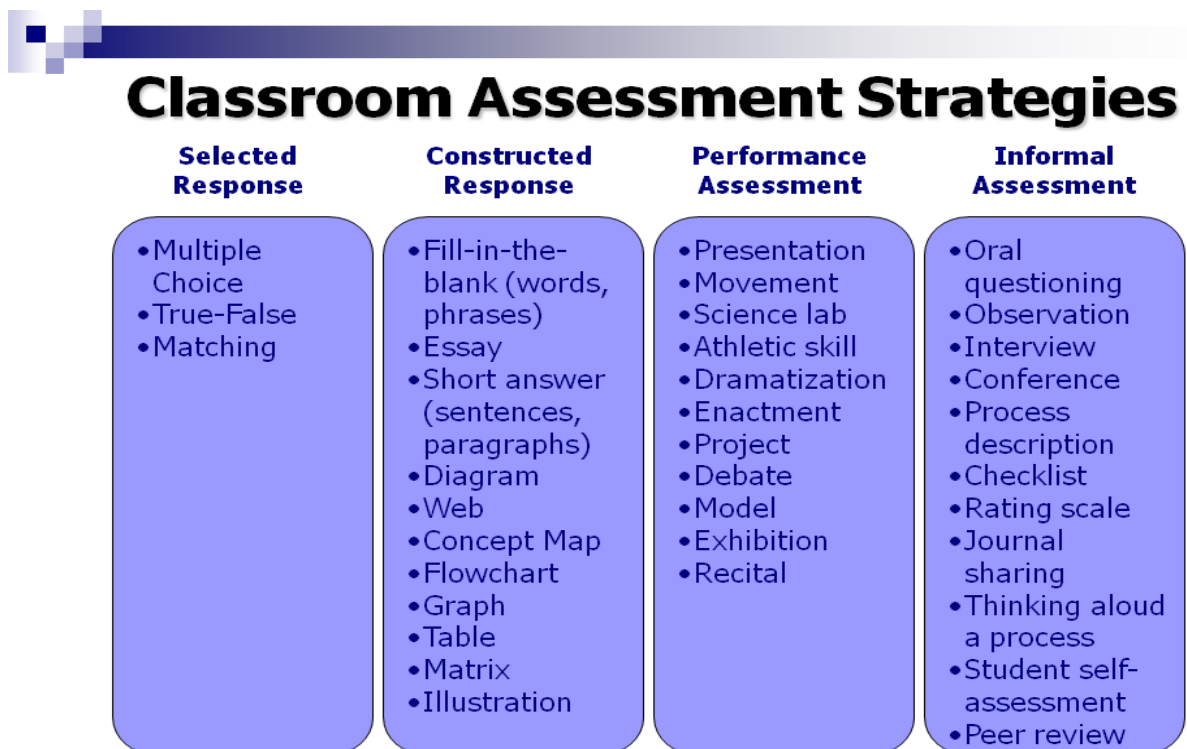 Classroom Assessment Strategies
Selected
Response
•Multiple
Choice
•True-False
•Matching
Constructed
Response
•Fill-in-the-
blank (words,
phrases)
•Essay
•Short answer
(sentences,
paragraphs)
•Diagram
•Web
•Concept Map
•Flowchart
•Graph
•Table
•Matrix
•Illustration
Performance
Assessment
•Presentation
•Movement
•Science lab
•Athletic skill
•Dramatization
•Enactment
•Project
•Debate
•Model
•Exhibition
•Recital
Informal
Assessment
•Oral
questioning
•Observation
•Interview
•Conference
•Process
description
•Checklist
•Rating scale
•Journal
sharing
•Thinking aloud
a process
•Student self-
assessment
•Peer review